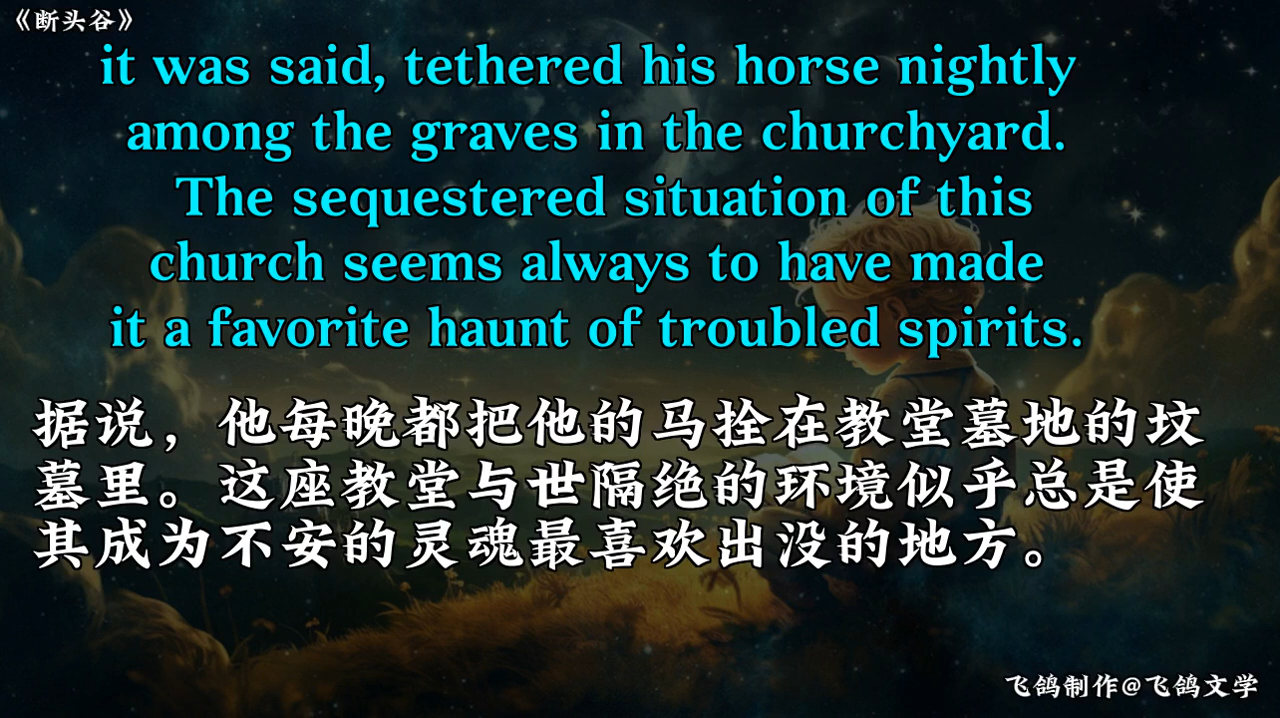 《断头谷》
it was said, tethered his horse nightly
among the graves in the churchyard.
The sequestered situation of this
church seems always to have made
it a favorite haunt of troubled spirits.
据说，他每晚都把他的马拴在教堂墓地的坟
墓里。这座教堂与世隔绝的环境似乎总是使
其成为不安的灵魂最喜欢出没的地方。
飞鸽制作@飞鸽文学